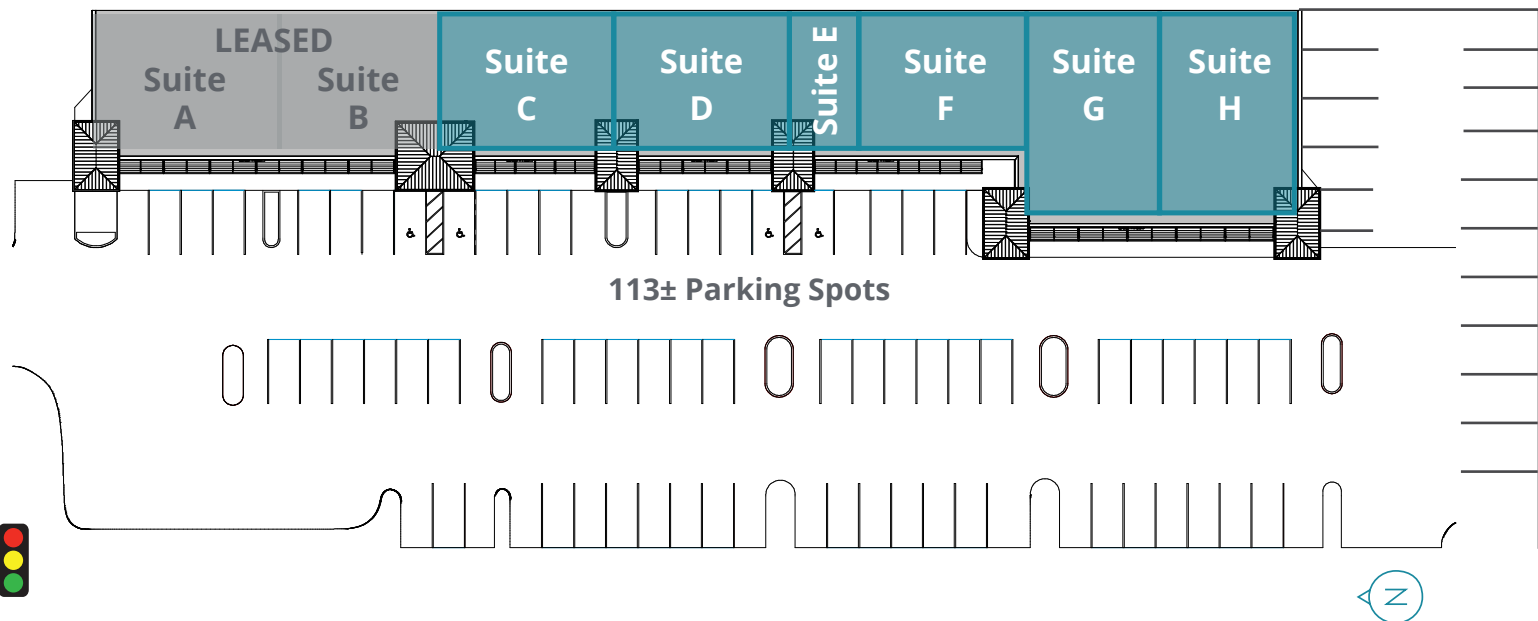 LEASED
Suite
A
Suite
B
Suite
C
Suite
D
Suite E
Suite
F
Suite
G
Suite
H
113± Parking Spots
N